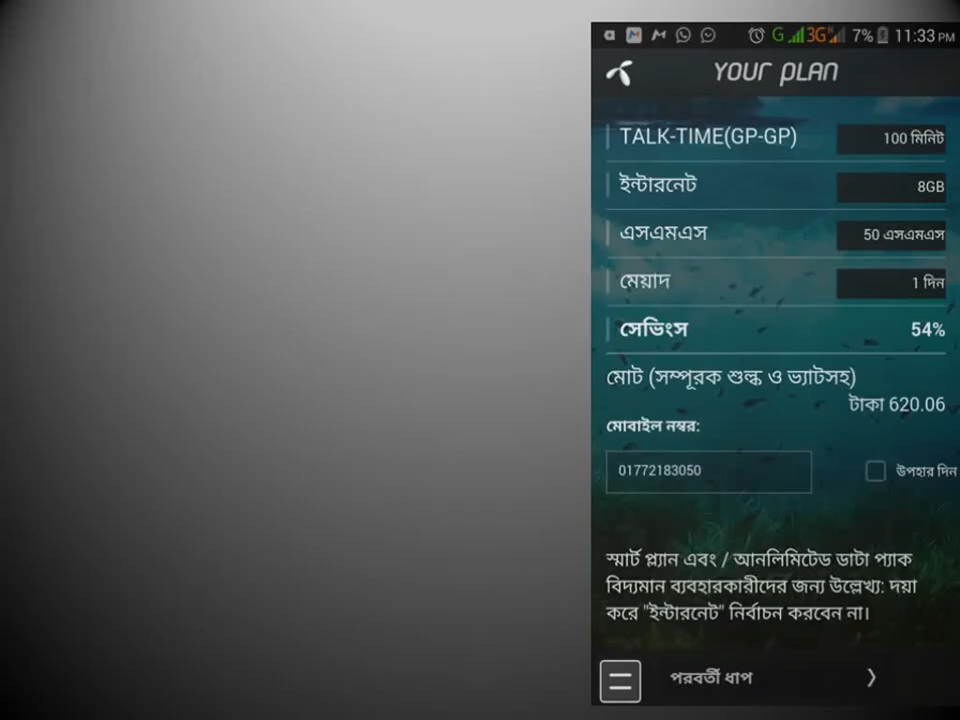 G 3G H 7% 11:33 PM
YOUR PLAN
TALK-TIME(GP-GP) 100 মিনিট
ইন্টারনেট 8GB
এসএমএস 50 এসএমএস
মেয়াদ 1 দিন
সেভিংস 54%
মোট (সম্পূরক শুল্ক ও ভ্যাটসহ)
টাকা 620.06
মোবাইল নম্বর:
01772183050 উপহার দিন
স্মার্ট প্ল্যান এবং / আনলিমিটেড ডাটা প্যাক
বিদ্যমান ব্যবহারকারীদের জন্য উল্লেখ্য: দয়া
করে "ইন্টারনেট" নির্বাচন করবেন না।
পরবর্তী ধাপ